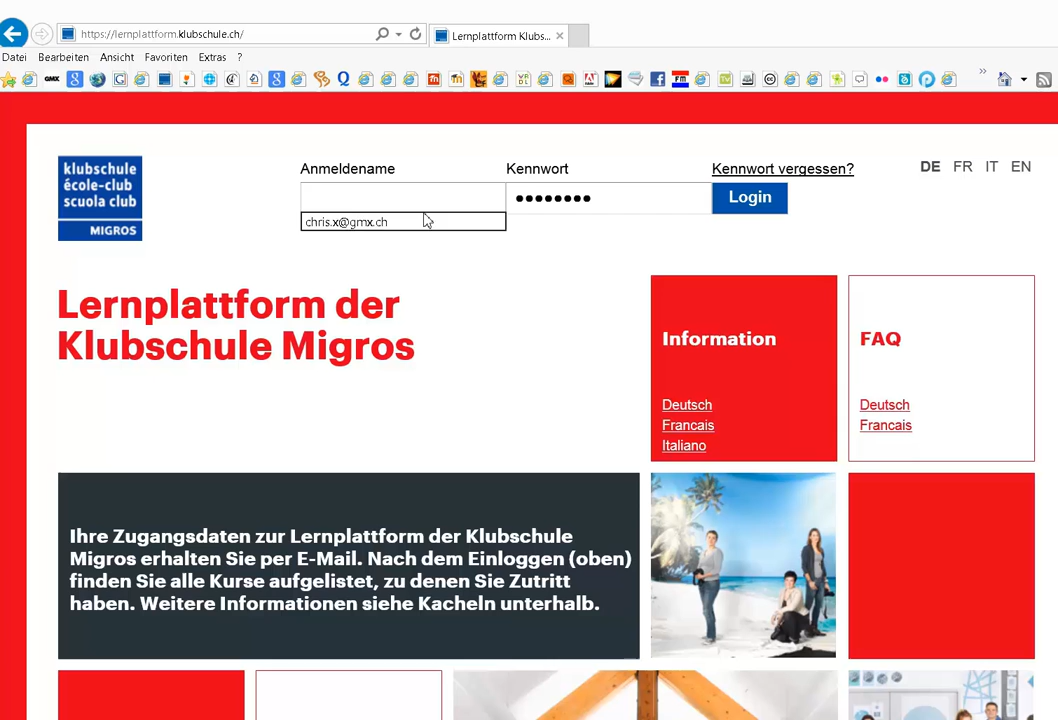 https://lernplattform.klubschule.ch/
Lernplattform Klubs...
Datei Bearbeiten Ansicht Favoriten Extras ?
klubschule
école-club
scuola club
MIGROS
Anmeldename
Kennwort
Kennwort vergessen?
DE FR IT EN
••••••••
Login
chris.x@gmx.ch
Lernplattform der
Klubschule Migros
Information
Deutsch
Francais
Italiano
FAQ
Deutsch
Francais
Ihre Zugangsdaten zur Lernplattform der Klubschule
Migros erhalten Sie per E-Mail. Nach dem Einloggen (oben)
finden Sie alle Kurse aufgelistet, zu denen Sie Zutritt
haben. Weitere Informationen siehe Kacheln unterhalb.